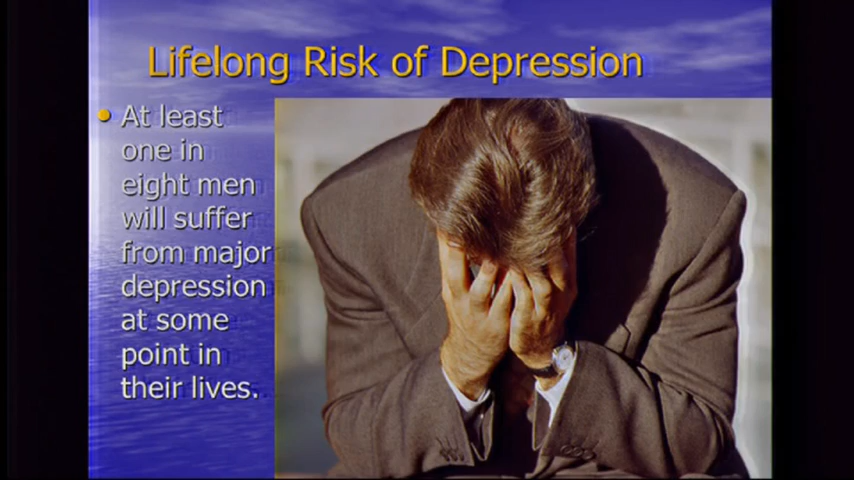 Lifelong Risk of Depression
• At least
one in
eight men
will suffer
from major
depression
at some
point in
their lives.